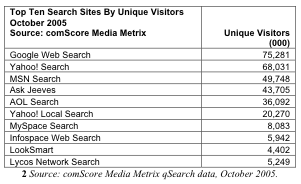 Top Ten Search Sites By Unique Visitors
October 2005
Source: comScore Media Metrix Unique Visitors
(000)
Google Web Search 75,281
Yahoo! Search 68,031
MSN Search 49,748
Ask Jeeves 43,705
AOL Search 36,092
Yahoo! Local Search 20,270
MySpace Search 8,083
Infospace Web Search 5,942
LookSmart 4,402
Lycos Network Search 5,249
2 Source: comScore Media Metrix qSearch data, October 2005.